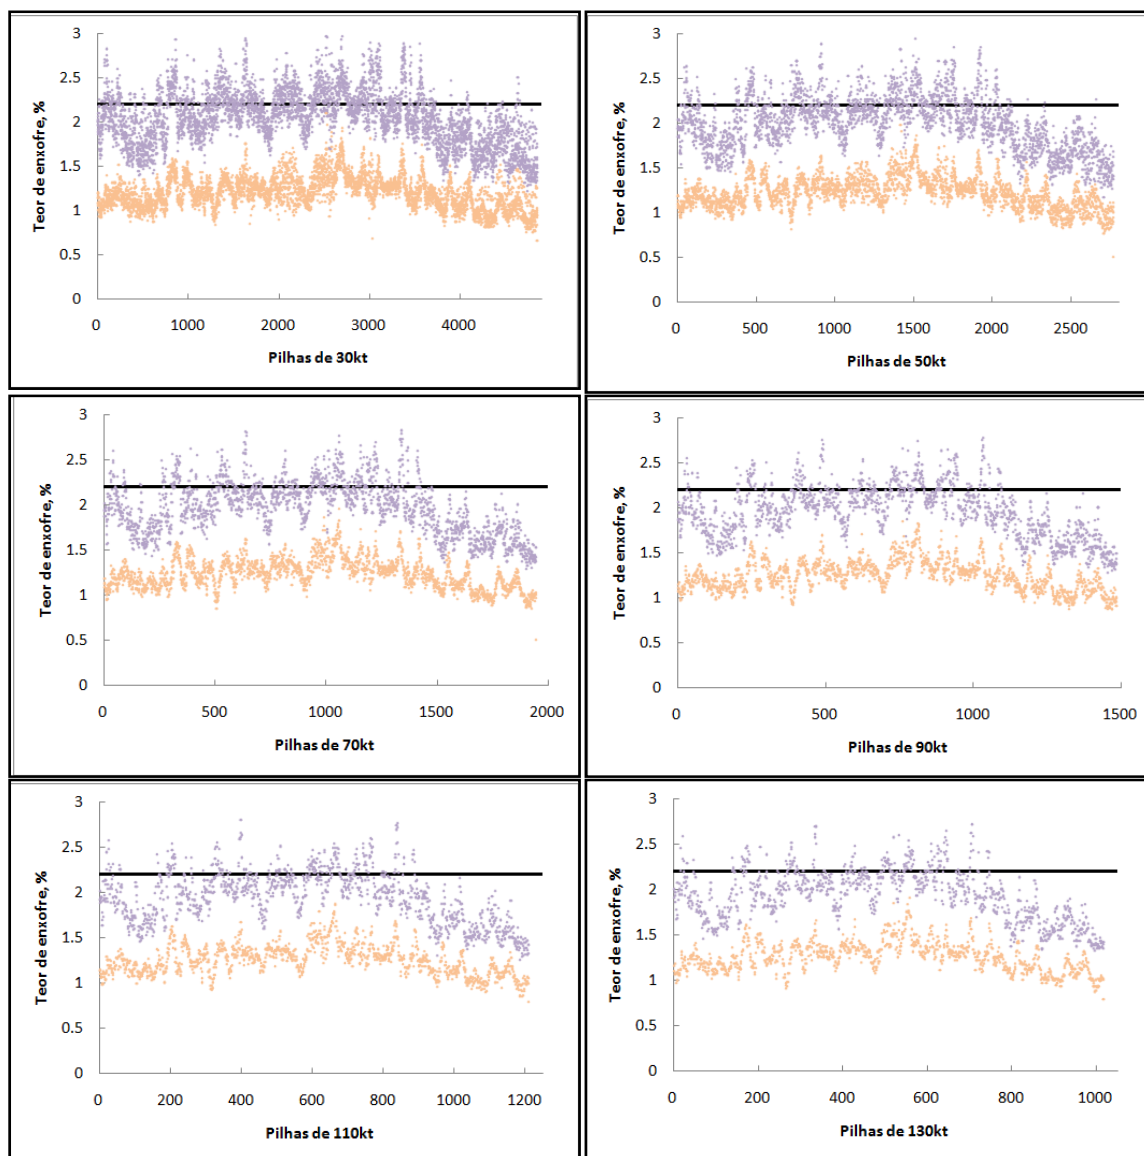 Teor de enxofre, %
3
2.5
2
1.5
1
0.5
0
0 1000 2000 3000 4000
Pilhas de 30kt
Teor de enxofre, %
3
2.5
2
1.5
1
0.5
0
0 500 1000 1500 2000 2500
Pilhas de 50kt
Teor de enxofre, %
3
2.5
2
1.5
1
0.5
0
0 500 1000 1500 2000
Pilhas de 70kt
Teor de enxofre, %
3
2.5
2
1.5
1
0.5
0
0 500 1000 1500
Pilhas de 90kt
Teor de enxofre, %
3
2.5
2
1.5
1
0.5
0
0 200 400 600 800 1000 1200
Pilhas de 110kt
Teor de enxofre, %
3
2.5
2
1.5
1
0.5
0
0 200 400 600 800 1000
Pilhas de 130kt